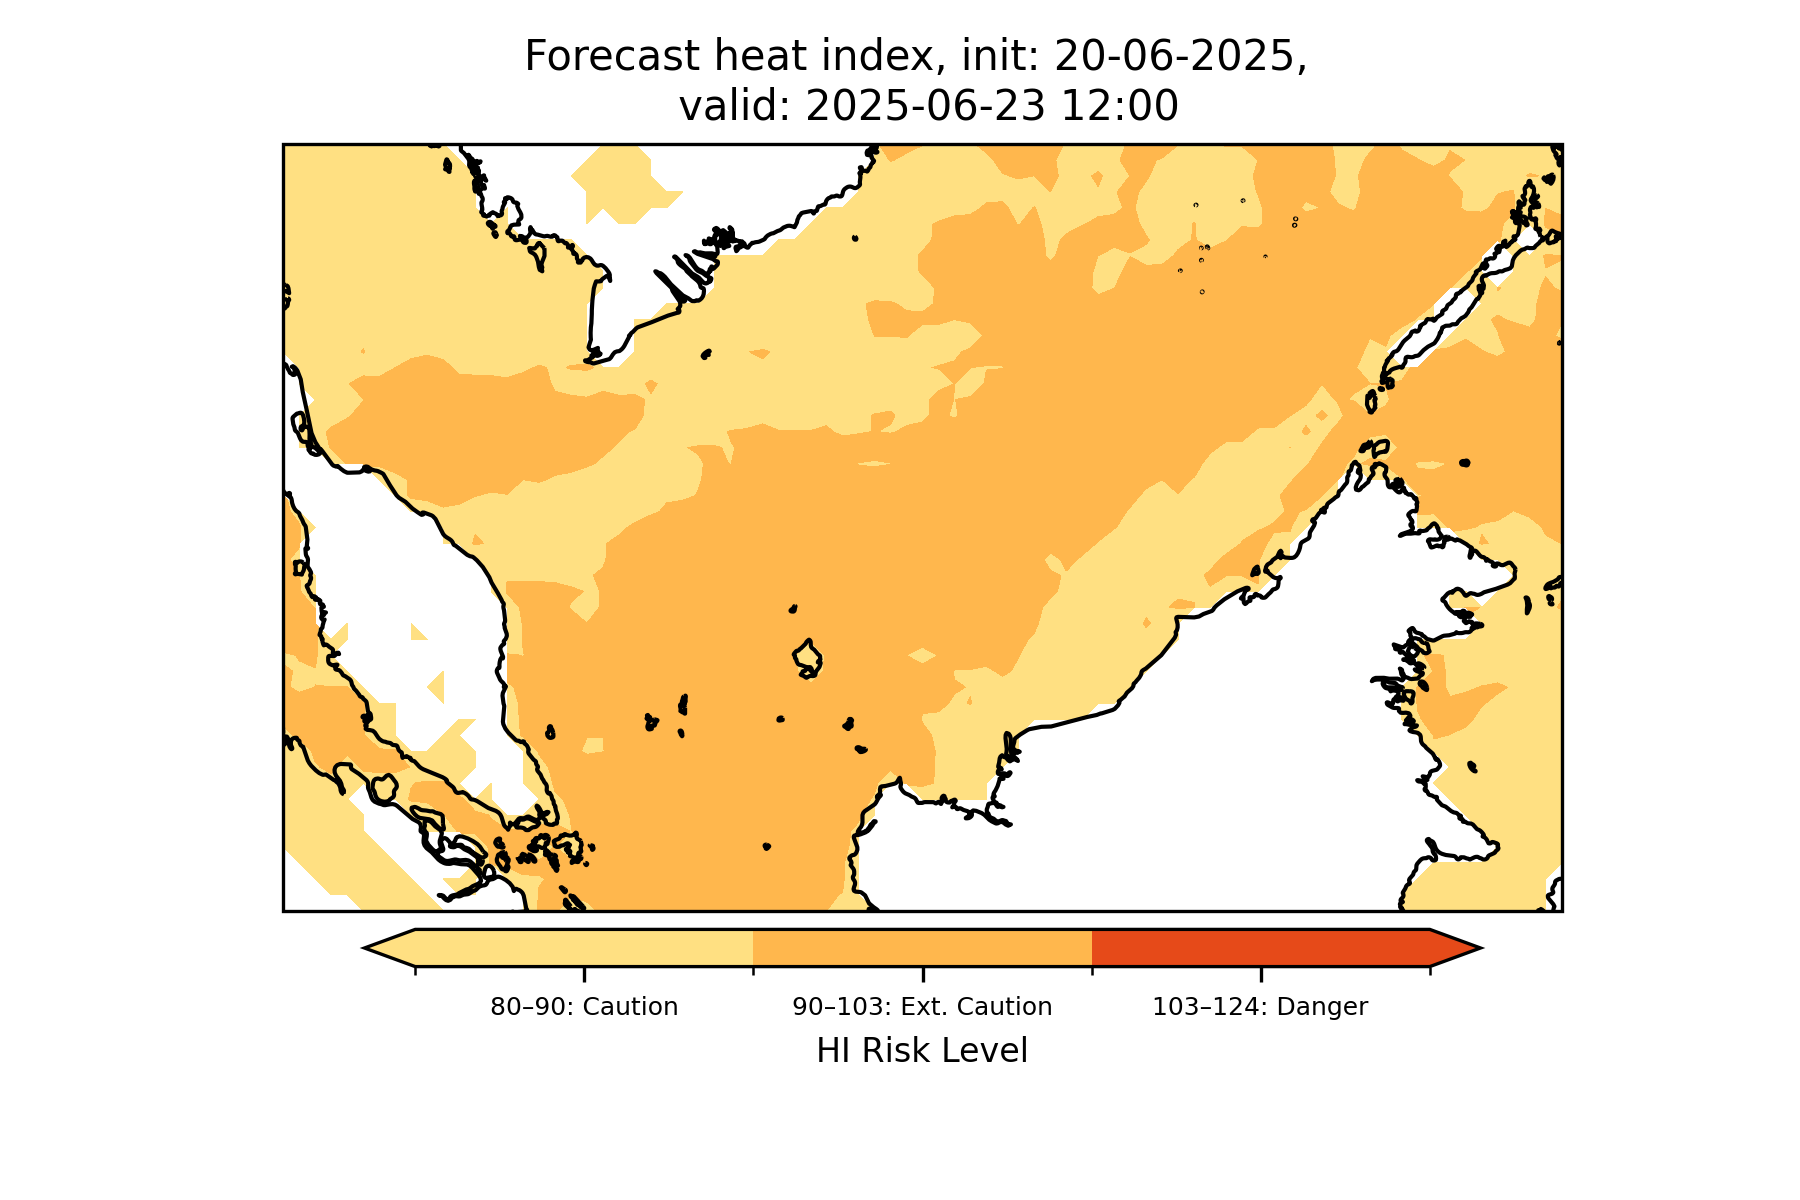 Forecast heat index, init: 20-06-2025,
valid: 2025-06-23 12:00
80–90: Caution
90–103: Ext. Caution
103–124: Danger
HI Risk Level